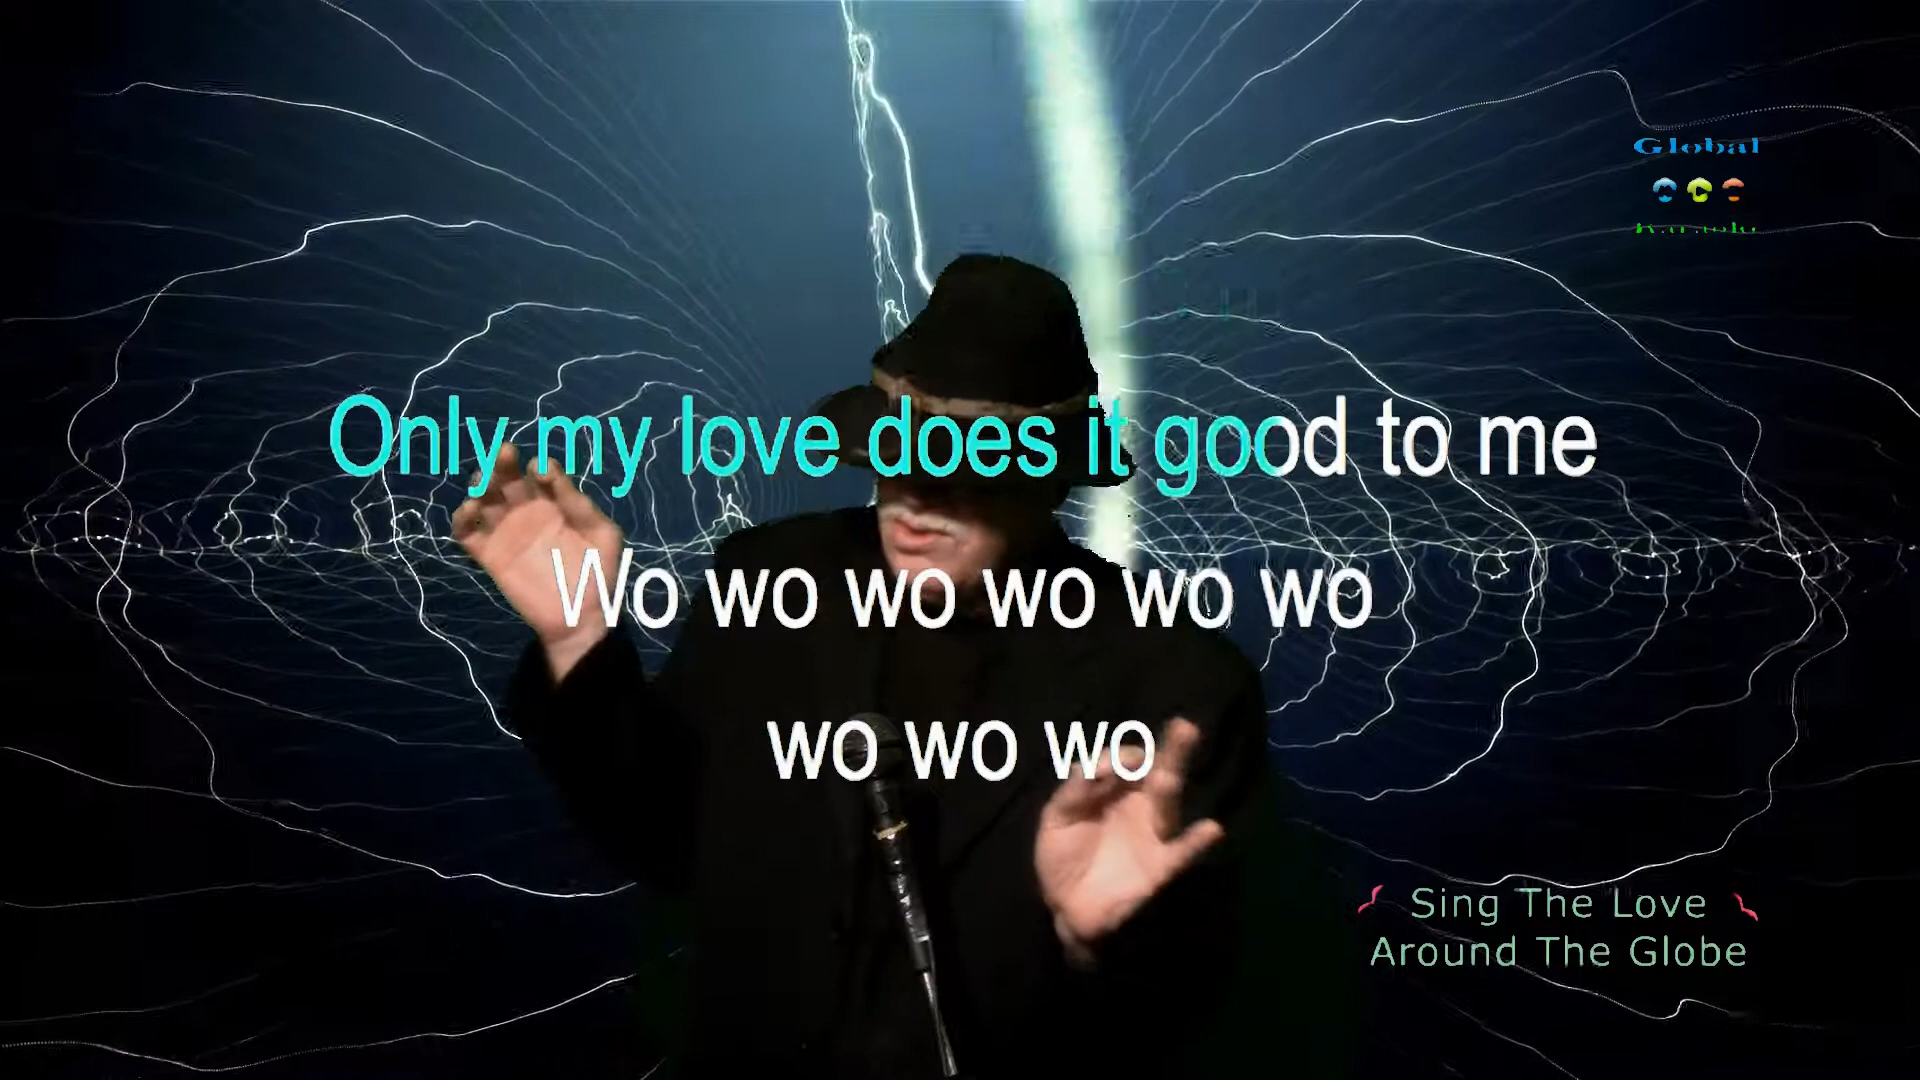 Global
Karaoke
Only my love does it good to me
Wo wo wo wo wo wo
wo wo wo
Sing The Love
Around The Globe